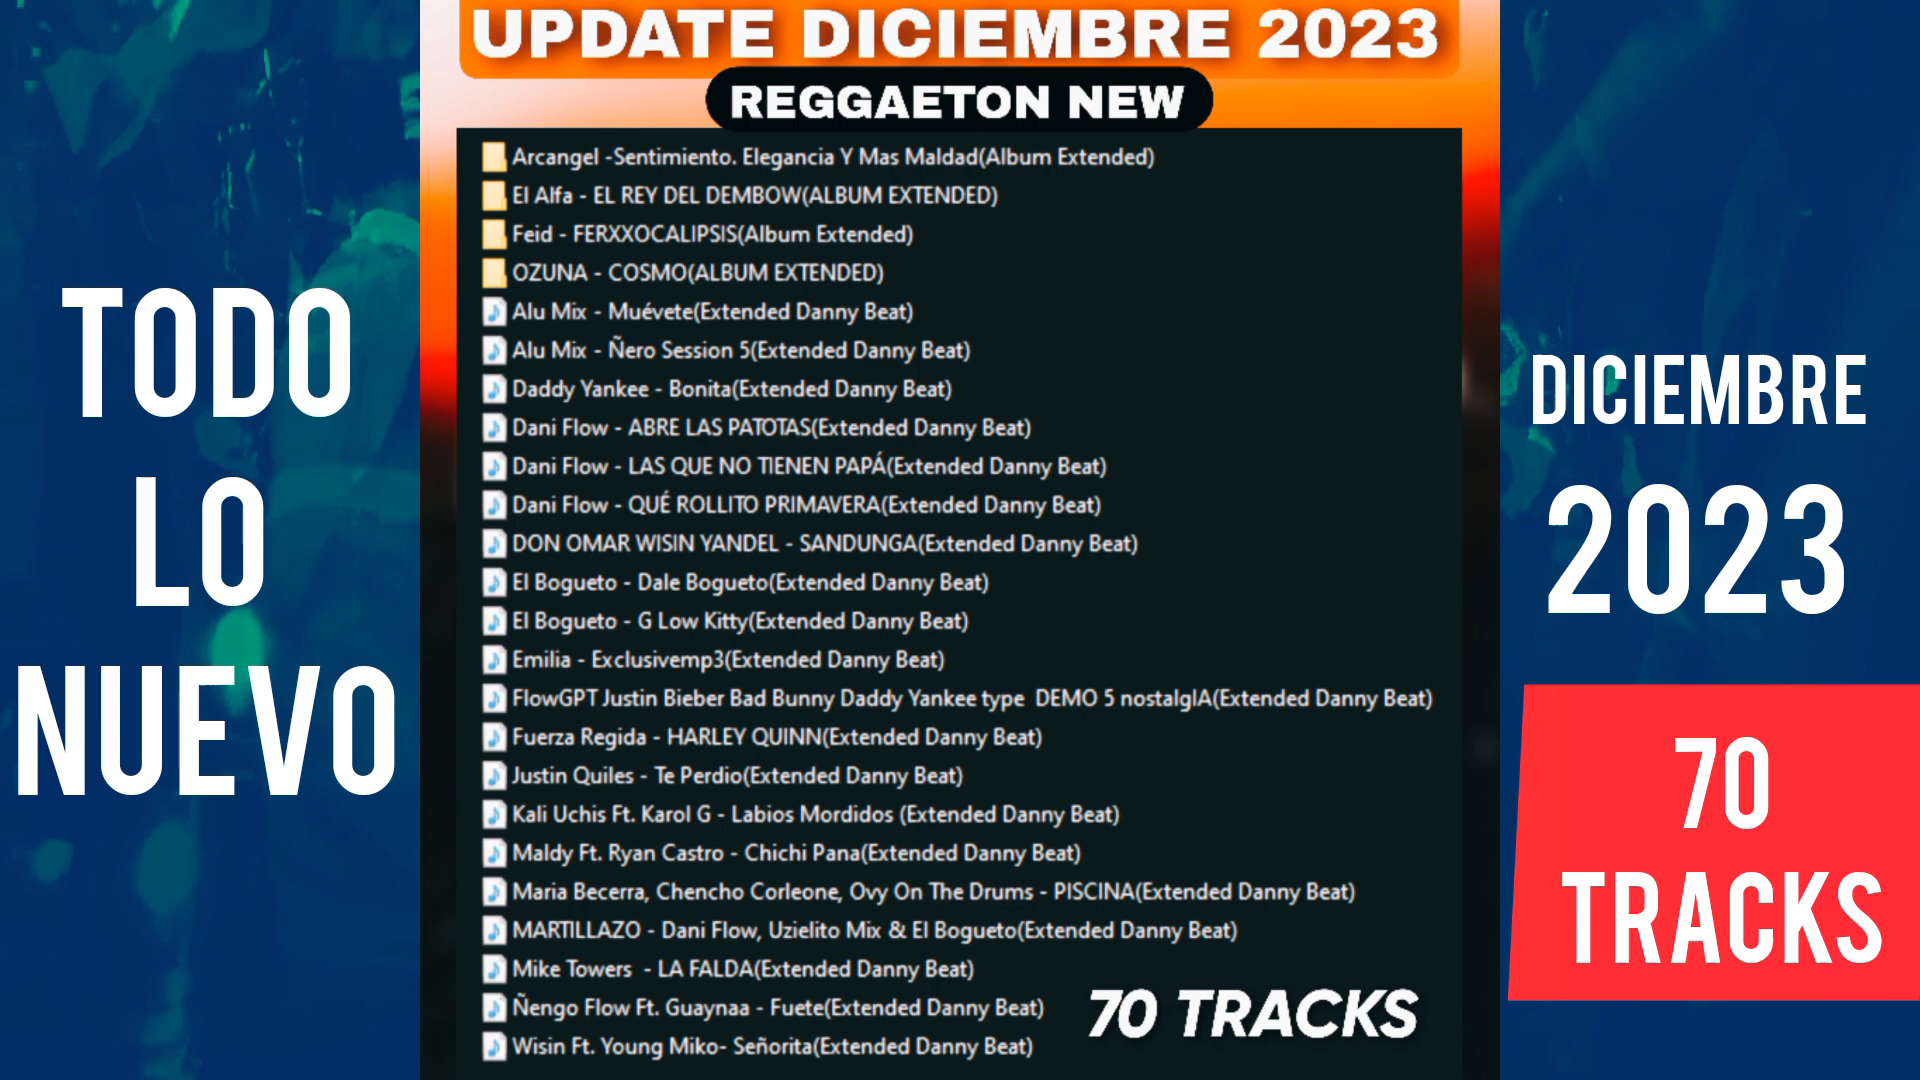 TODO
LO
NUEVO
UPDATE DICIEMBRE 2023
REGGAETON NEW
Arcangel -Sentimiento. Elegancia Y Mas Maldad(Album Extended)
El Alfa - EL REY DEL DEMBOW(ALBUM EXTENDED)
Feid - FERXXOCALIPSIS(Album Extended)
OZUNA - COSMO(ALBUM EXTENDED)
Alu Mix - Muévete(Extended Danny Beat)
Alu Mix - Ñero Session 5(Extended Danny Beat)
Daddy Yankee - Bonita(Extended Danny Beat)
Dani Flow - ABRE LAS PATOTAS(Extended Danny Beat)
Dani Flow - LAS QUE NO TIENEN PAPÁ(Extended Danny Beat)
Dani Flow - QUÉ ROLLITO PRIMAVERA(Extended Danny Beat)
DON OMAR WISIN YANDEL - SANDUNGA(Extended Danny Beat)
El Bogueto - Dale Bogueto(Extended Danny Beat)
El Bogueto - G Low Kitty(Extended Danny Beat)
Emilia - Exclusivemp3(Extended Danny Beat)
FlowGPT Justin Bieber Bad Bunny Daddy Yankee type  DEMO 5 nostalgIA(Extended Danny Beat)
Fuerza Regida - HARLEY QUINN(Extended Danny Beat)
Justin Quiles - Te Perdio(Extended Danny Beat)
Kali Uchis Ft. Karol G - Labios Mordidos (Extended Danny Beat)
Maldy Ft. Ryan Castro - Chichi Pana(Extended Danny Beat)
Maria Becerra, Chencho Corleone, Ovy On The Drums - PISCINA(Extended Danny Beat)
MARTILLAZO - Dani Flow, Uzielito Mix & El Bogueto(Extended Danny Beat)
Mike Towers  - LA FALDA(Extended Danny Beat)
Ñengo Flow Ft. Guaynaa - Fuete(Extended Danny Beat)
Wisin Ft. Young Miko- Señorita(Extended Danny Beat)
70 TRACKS
DICIEMBRE
2023
70
TRACKS